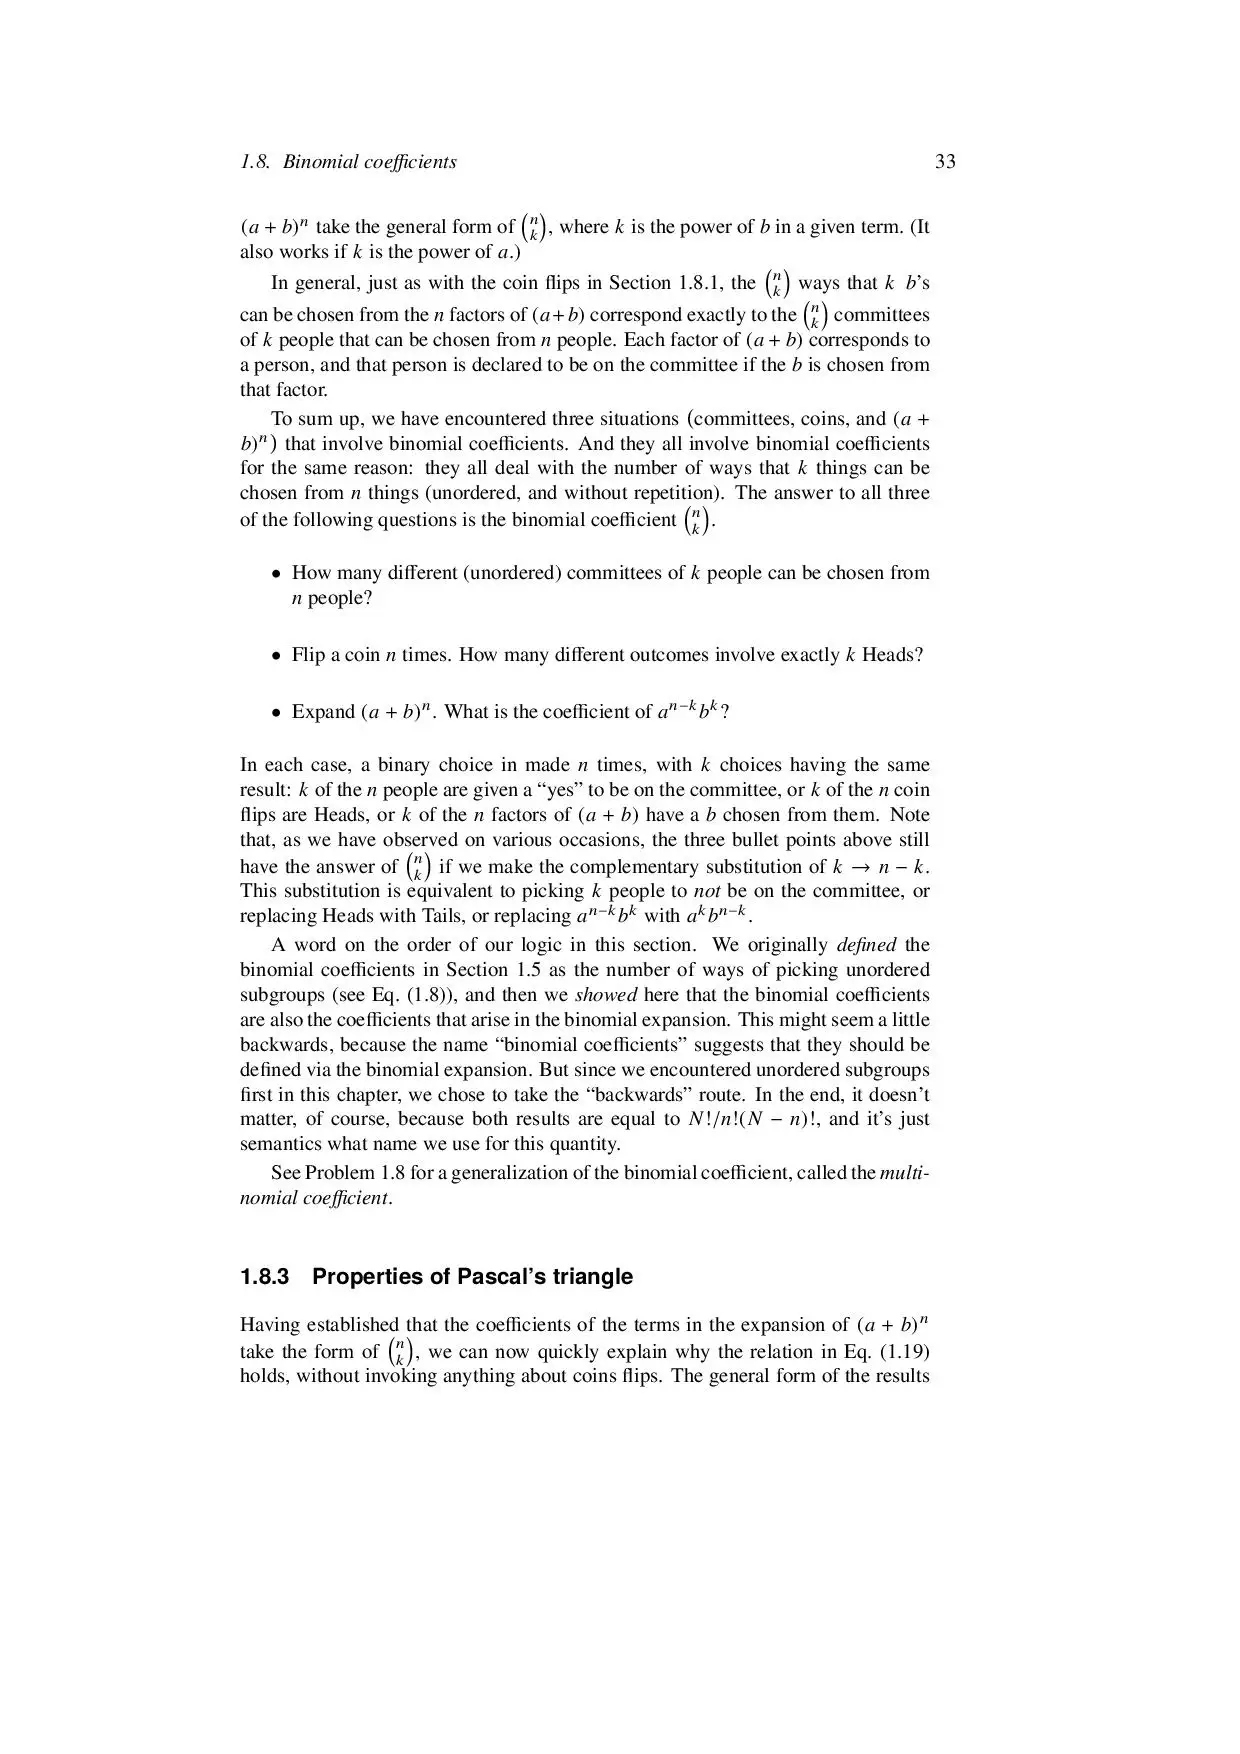 1.8. Binomial coefficients 33
(a + b)ⁿ take the general form of (n k), where k is the power of b in a given term. (It
also works if k is the power of a.)
In general, just as with the coin flips in Section 1.8.1, the (n k) ways that k b’s
can be chosen from the n factors of (a+b) correspond exactly to the (n k) committees
of k people that can be chosen from n people. Each factor of (a + b) corresponds to
a person, and that person is declared to be on the committee if the b is chosen from
that factor.
To sum up, we have encountered three situations (committees, coins, and (a +
b)ⁿ) that involve binomial coefficients. And they all involve binomial coefficients
for the same reason: they all deal with the number of ways that k things can be
chosen from n things (unordered, and without repetition). The answer to all three
of the following questions is the binomial coefficient (n k).
• How many different (unordered) committees of k people can be chosen from
n people?
• Flip a coin n times. How many different outcomes involve exactly k Heads?
• Expand (a + b)ⁿ. What is the coefficient of aⁿ⁻ᵏbᵏ?
In each case, a binary choice in made n times, with k choices having the same
result: k of the n people are given a “yes” to be on the committee, or k of the n coin
flips are Heads, or k of the n factors of (a + b) have a b chosen from them. Note
that, as we have observed on various occasions, the three bullet points above still
have the answer of (n k) if we make the complementary substitution of k → n − k.
This substitution is equivalent to picking k people to not be on the committee, or
replacing Heads with Tails, or replacing aⁿ⁻ᵏbᵏ with aᵏbⁿ⁻ᵏ.
A word on the order of our logic in this section. We originally defined the
binomial coefficients in Section 1.5 as the number of ways of picking unordered
subgroups (see Eq. (1.8)), and then we showed here that the binomial coefficients
are also the coefficients that arise in the binomial expansion. This might seem a little
backwards, because the name “binomial coefficients” suggests that they should be
defined via the binomial expansion. But since we encountered unordered subgroups
first in this chapter, we chose to take the “backwards” route. In the end, it doesn’t
matter, of course, because both results are equal to N!/n!(N − n)!, and it’s just
semantics what name we use for this quantity.
See Problem 1.8 for a generalization of the binomial coefficient, called the multi-
nomial coefficient.
1.8.3 Properties of Pascal’s triangle
Having established that the coefficients of the terms in the expansion of (a + b)ⁿ
take the form of (n k), we can now quickly explain why the relation in Eq. (1.19)
holds, without invoking anything about coins flips. The general form of the results